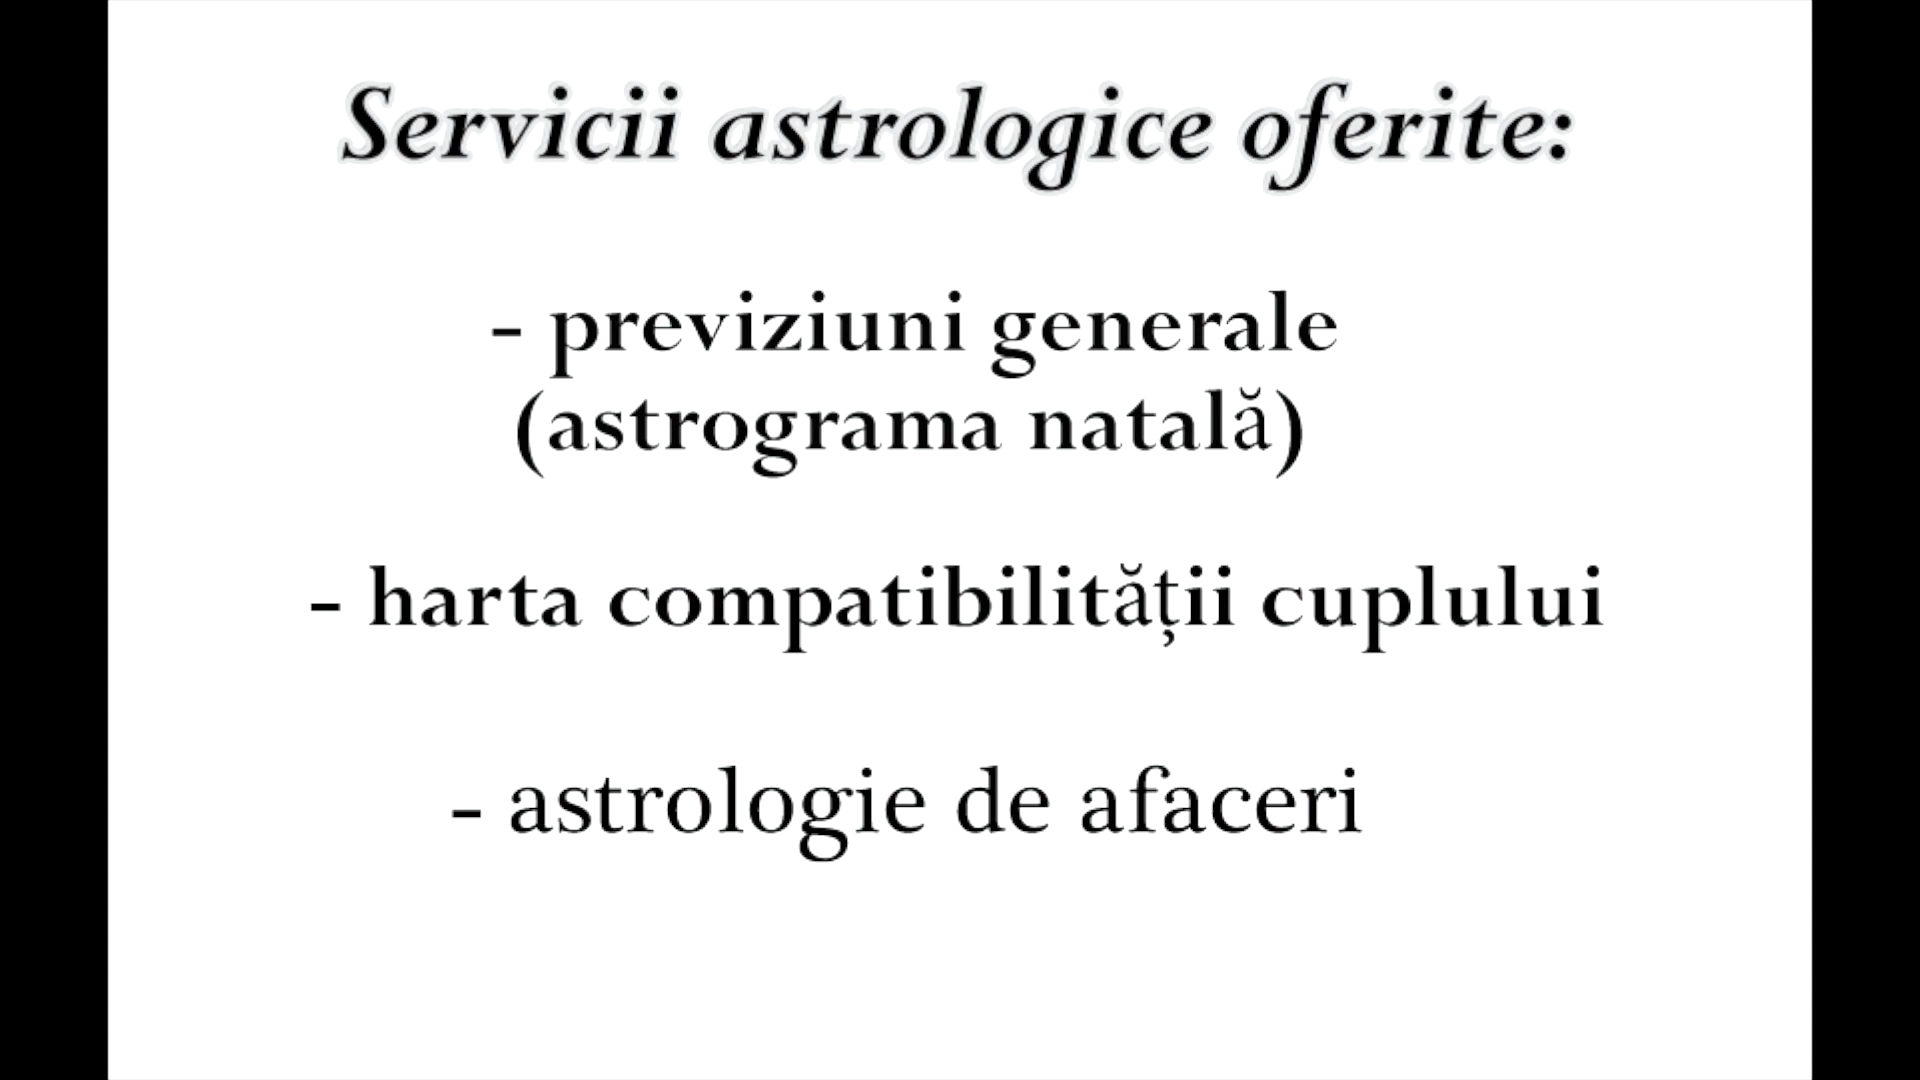 Servicii astrologice oferite:
- previziuni generale
(astrograma natală)
- harta compatibilității cuplului
- astrologie de afaceri